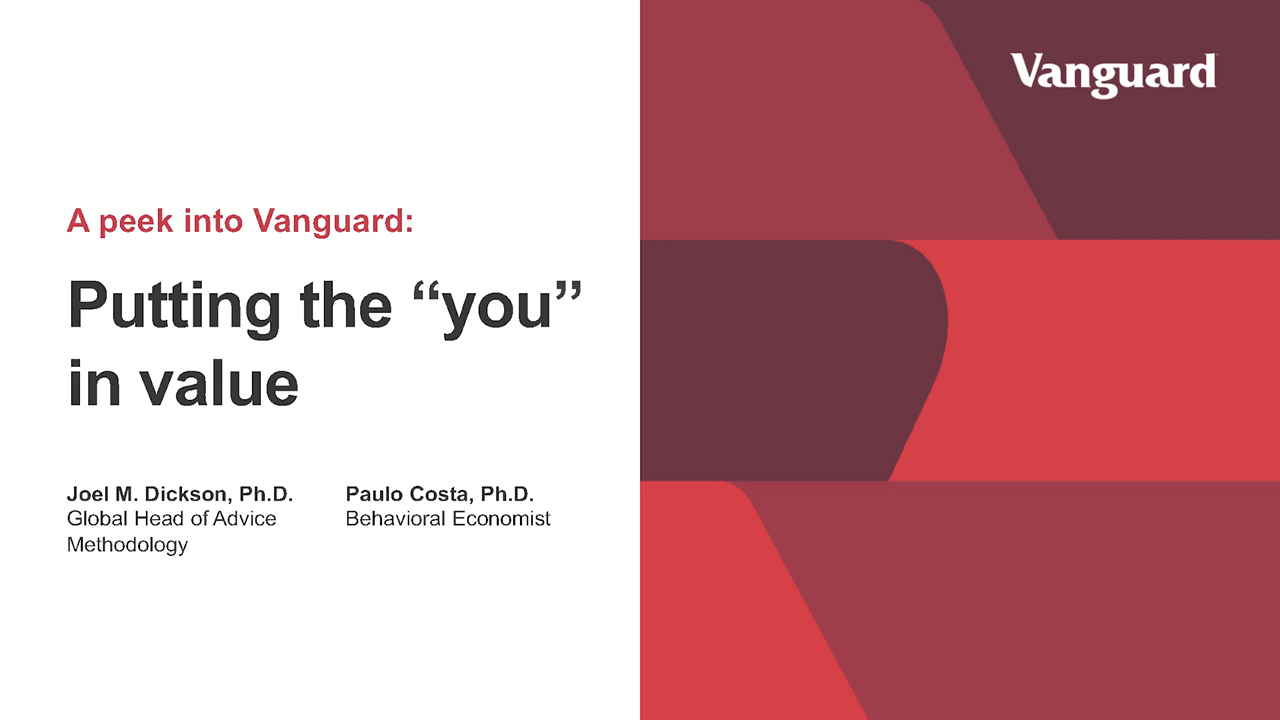 Vanguard
A peek into Vanguard:
Putting the “you”
in value
Joel M. Dickson, Ph.D.
Global Head of Advice
Methodology
Paulo Costa, Ph.D.
Behavioral Economist